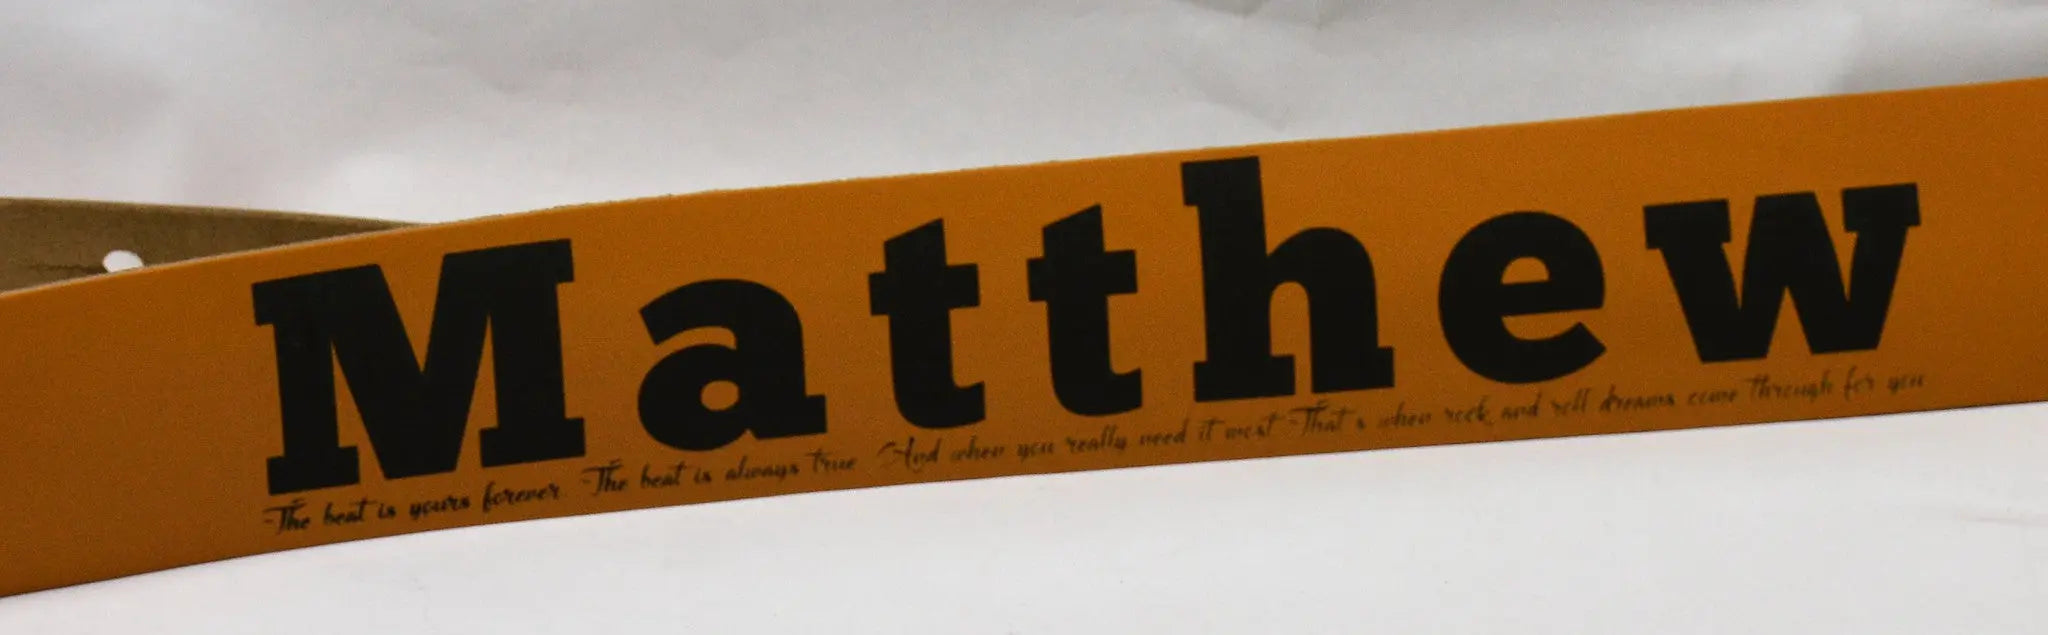 Matthew
The beat is yours forever The beat is always true And when you really need it most That's when rock and roll dreams come through for you